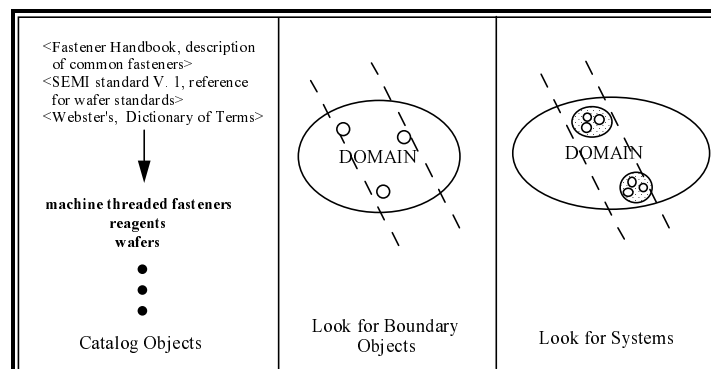 <Fastener Handbook, description
of common fasteners>
<SEMI standard V. 1, reference
for wafer standards>
<Webster's, Dictionary of Terms>
machine threaded fasteners
reagents
wafers
Catalog Objects
DOMAIN
Look for Boundary
Objects
DOMAIN
Look for Systems